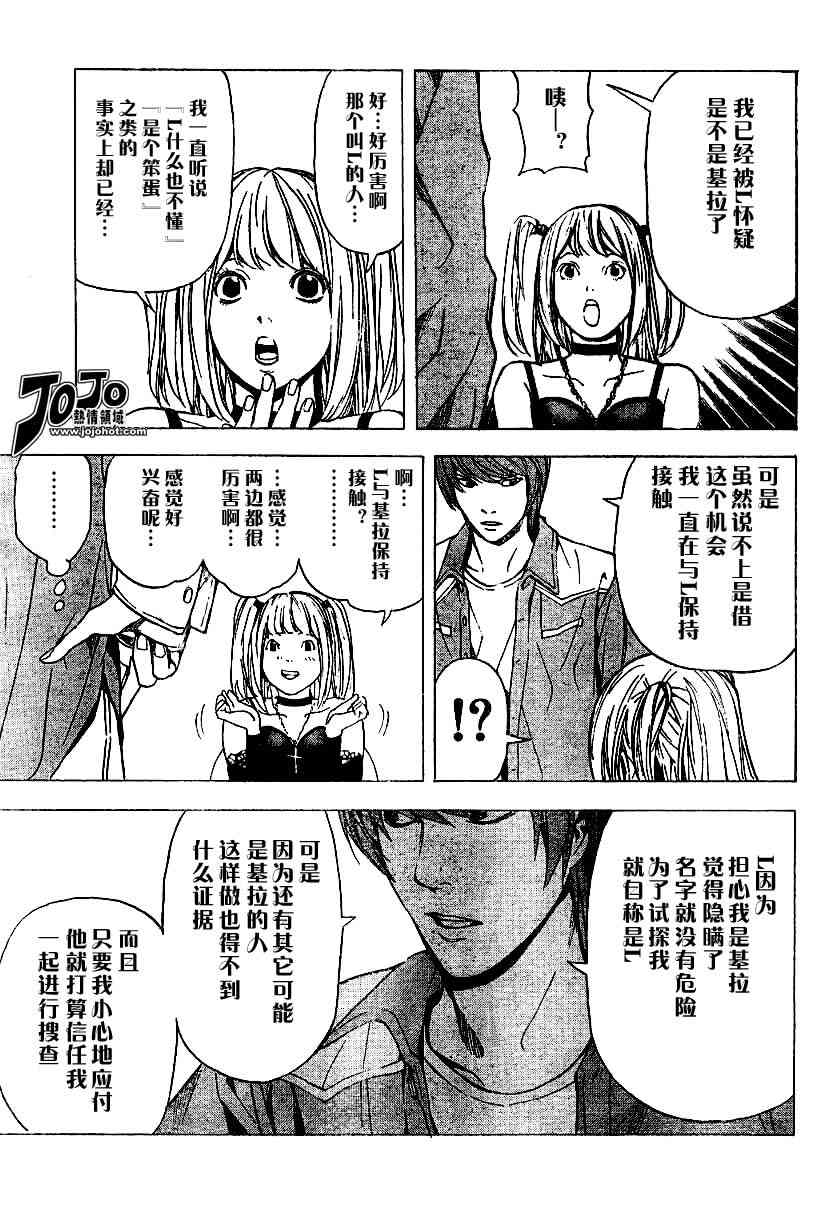 我已经被L怀疑
是不是基拉了
咦—?
好…好厉害啊
那个叫L的人…
我一直听说
『L什么也不懂』
『是个笨蛋』
之类的
事实上却已经…
JOJO
熱情領域
www.jojohot.com
可是
虽然说不上是借
这个机会
我一直在与L保持
接触
!?
啊…
L与基拉保持
接触?
…感觉…
两边都很
厉害啊…
感觉好
兴奋呢…
………
L因为
担心我是基拉
觉得隐瞒了
名字就没有危险
为了试探我
就自称是L
可是
因为还有其它可能
是基拉的人
这样做也得不到
什么证据
而且
只要我小心地应付
他就打算信任我
一起进行搜查